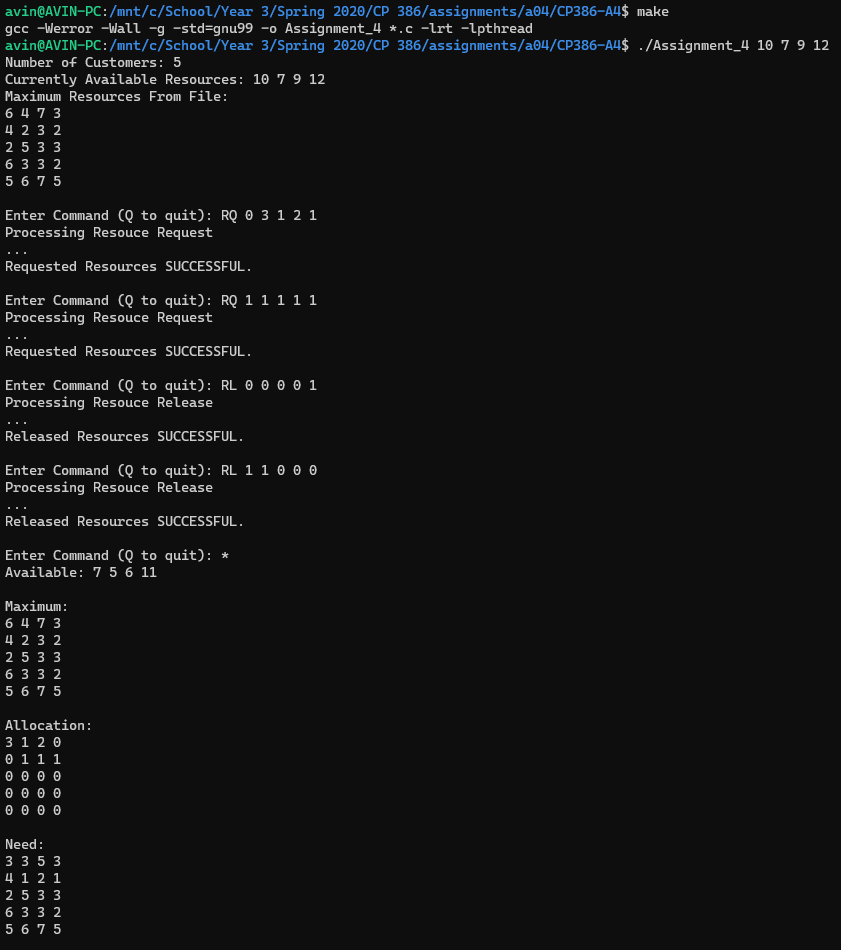 avin@AVIN-PC:/mnt/c/School/Year 3/Spring 2020/CP 386/assignments/a04/CP386-A4$ make
gcc -Werror -Wall -g -std=gnu99 -o Assignment_4 *.c -lrt -lpthread
avin@AVIN-PC:/mnt/c/School/Year 3/Spring 2020/CP 386/assignments/a04/CP386-A4$ ./Assignment_4 10 7 9 12
Number of Customers: 5
Currently Available Resources: 10 7 9 12
Maximum Resources From File:
6 4 7 3
4 2 3 2
2 5 3 3
6 3 3 2
5 6 7 5

Enter Command (Q to quit): RQ 0 3 1 2 1
Processing Resouce Request
...
Requested Resources SUCCESSFUL.

Enter Command (Q to quit): RQ 1 1 1 1 1
Processing Resouce Request
...
Requested Resources SUCCESSFUL.

Enter Command (Q to quit): RL 0 0 0 0 1
Processing Resouce Release
...
Released Resources SUCCESSFUL.

Enter Command (Q to quit): RL 1 1 0 0 0
Processing Resouce Release
...
Released Resources SUCCESSFUL.

Enter Command (Q to quit): *
Available: 7 5 6 11

Maximum:
6 4 7 3
4 2 3 2
2 5 3 3
6 3 3 2
5 6 7 5

Allocation:
3 1 2 0
0 1 1 1
0 0 0 0
0 0 0 0
0 0 0 0

Need:
3 3 5 3
4 1 2 1
2 5 3 3
6 3 3 2
5 6 7 5